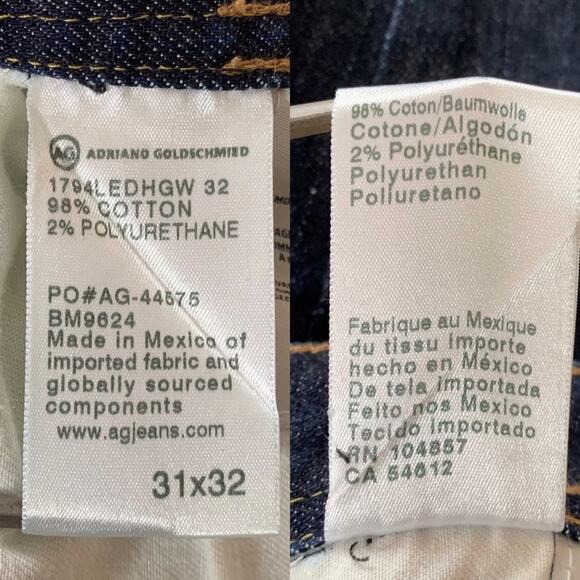 AG ADRIANO GOLDSCHMIED
1794LEDHGW 32
98% COTTON
2% POLYURETHANE
PO#AG-44575
BM9624
Made in Mexico of
imported fabric and
globally sourced
components
www.agjeans.com
31x32
98% Coton/Baumwolle
Cotone/Algodón
2% Polyuréthane
Polyurethan
Poliuretano
Fabrique au Mexique
du tissu importe
hecho en México
De tela importada
Feito nos Mexico
Tecido importado
RN 104857
CA 54612